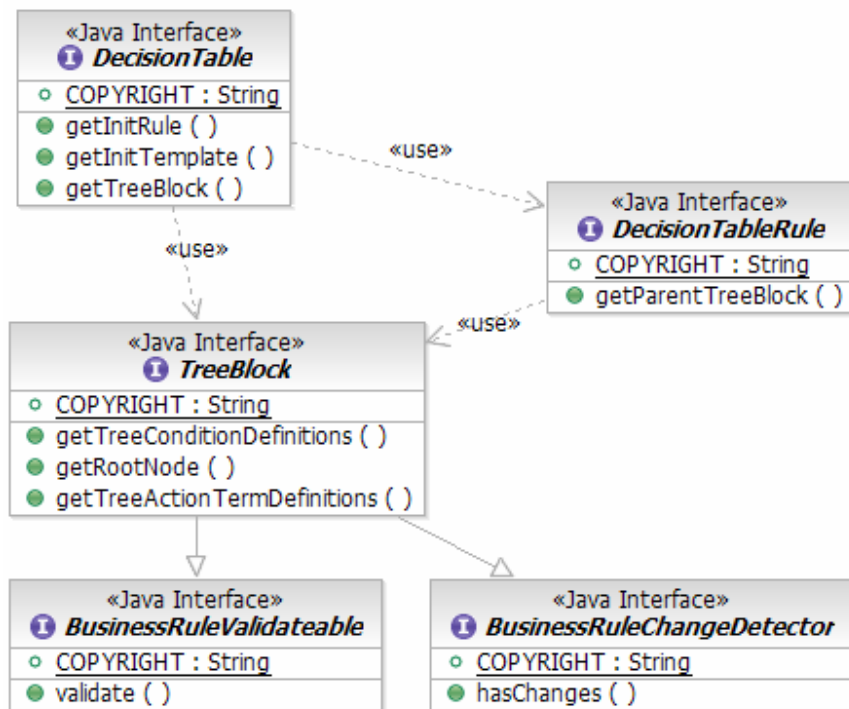 «Java Interface»
DecisionTable
COPYRIGHT : String
getInitRule ( )
getInitTemplate ( )
getTreeBlock ( )
«use»
«use»
«Java Interface»
DecisionTableRule
COPYRIGHT : String
getParentTreeBlock ( )
«use»
«Java Interface»
TreeBlock
COPYRIGHT : String
getTreeConditionDefinitions ( )
getRootNode ( )
getTreeActionTermDefinitions ( )
«Java Interface»
BusinessRuleValidateable
COPYRIGHT : String
validate ( )
«Java Interface»
BusinessRuleChangeDetector
COPYRIGHT : String
hasChanges ( )